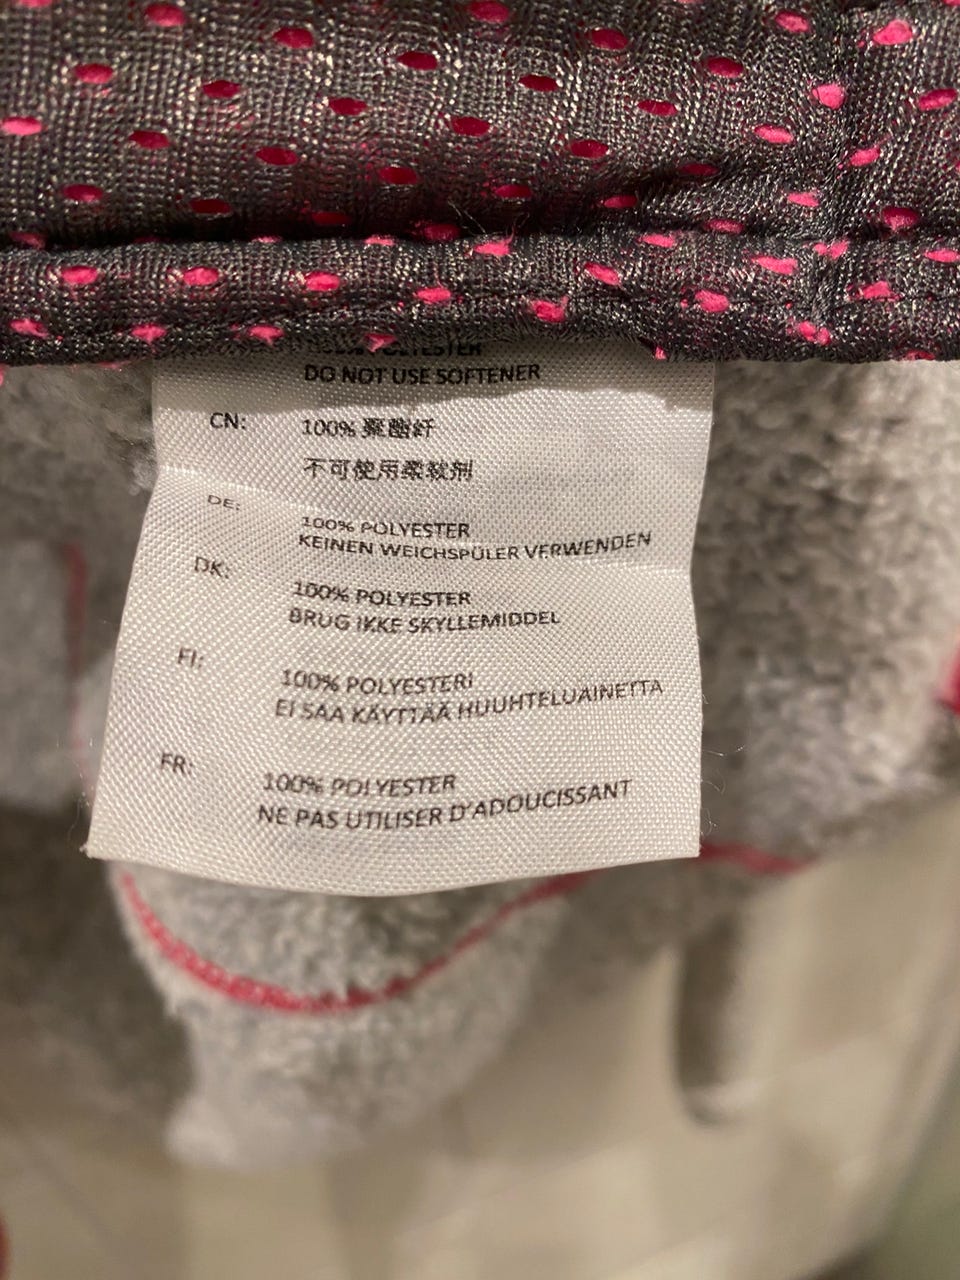 100% POLYESTER
DO NOT USE SOFTENER
CN: 100% 聚酯纤
不可使用柔软剂
DE: 100% POLYESTER
KEINEN WEICHSPÜLER VERWENDEN
DK: 100% POLYESTER
BRUG IKKE SKYLLEMIDDEL
FI: 100% POLYESTERI
EI SAA KÄYTTÄÄ HUUHTELUAINETTA
FR: 100% POLYESTER
NE PAS UTILISER D'ADOUCISSANT